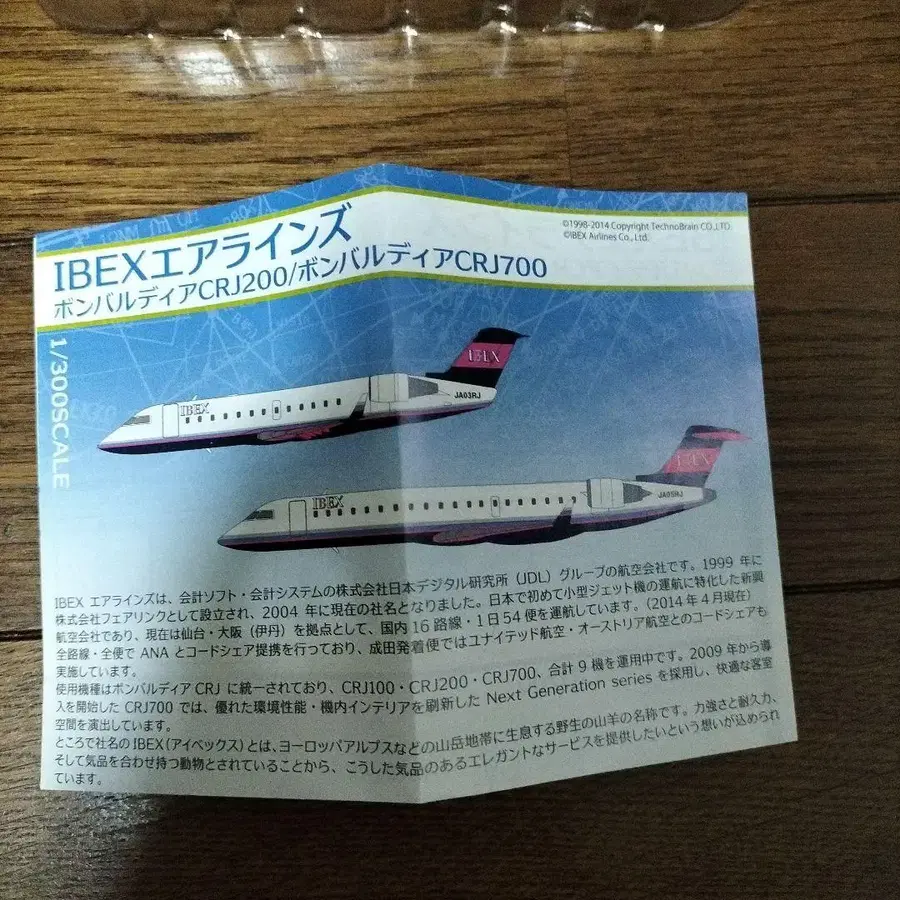 ©1998-2014 Copyright TechnoBrain CO.,LTD.
©IBEX Airlines Co., Ltd.
IBEXエアラインズ
ボンバルディアCRJ200/ボンバルディアCRJ700
1/300SCALE
IBEX
IBEX
JA03RJ
IBEX
IBEX
JA05RJ
IBEX エアラインズは、会計ソフト・会計システムの株式会社日本デジタル研究所（JDL）グループの航空会社です。1999 年に
株式会社フェアリンクとして設立され、2004 年に現在の社名となりました。日本で初めて小型ジェット機の運航に特化した新興
航空会社であり、現在は仙台・大阪（伊丹）を拠点として、国内 16 路線・1 日 54 便を運航しています。（2014 年 4 月現在）
全路線・全便で ANA とコードシェア提携を行っており、成田発着便ではユナイテッド航空・オーストリア航空とのコードシェアも
実施しています。
使用機種はボンバルディア CRJ に統一されており、CRJ100・CRJ200・CRJ700、合計 9 機を運用中です。2009 年から導
入を開始した CRJ700 では、優れた環境性能・機内インテリアを刷新した Next Generation series を採用し、快適な客室
空間を演出しています。
ところで社名の IBEX（アイベックス）とは、ヨーロッパアルプスなどの山岳地帯に生息する野生の山羊の名称です。力強さと耐久力、
そして気品を合わせ持つ動物とされていることから、こうした気品のあるエレガントなサービスを提供したいという想いが込められ
ています。